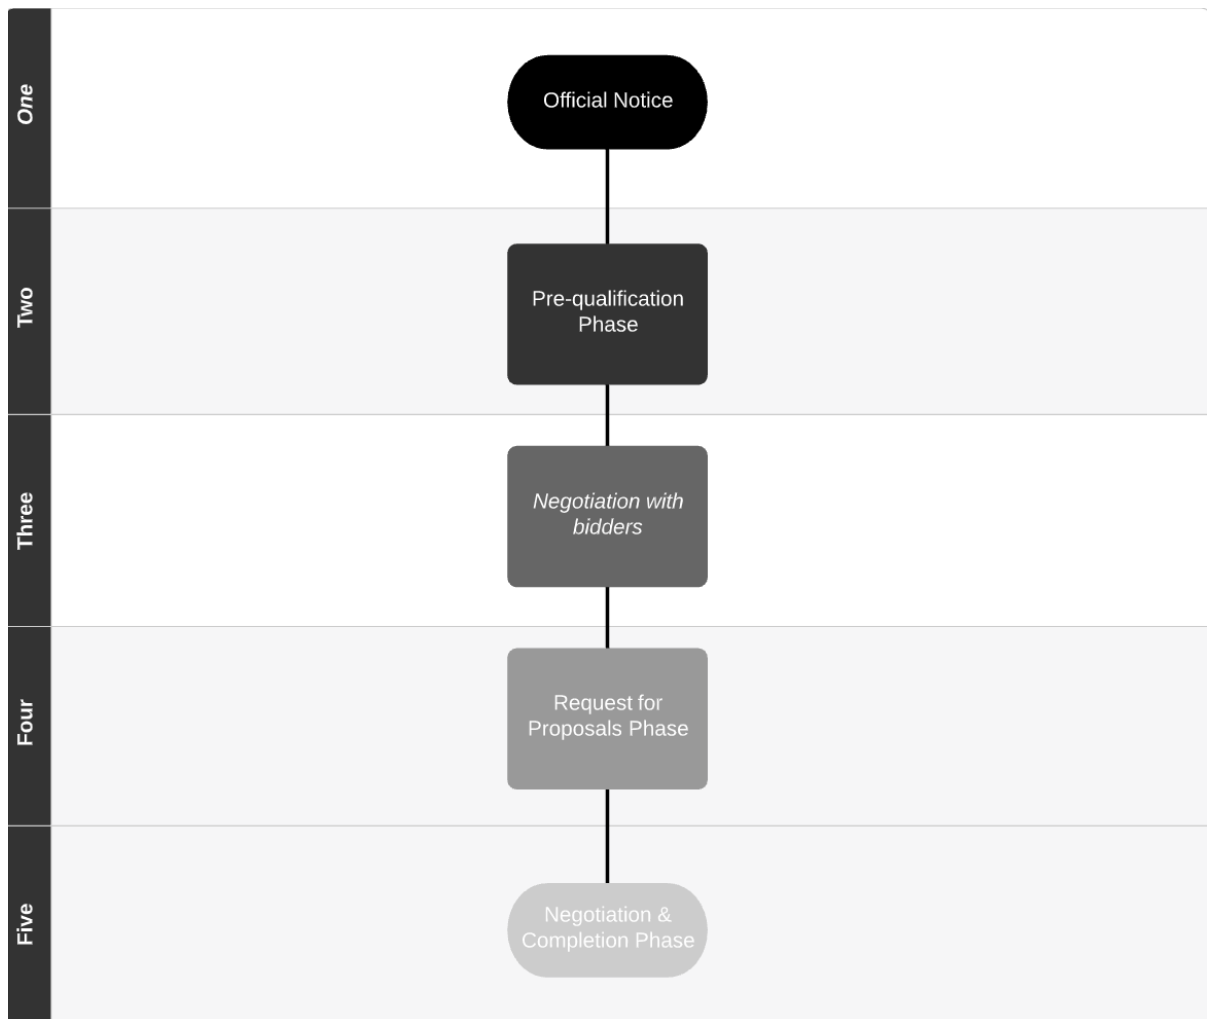 One
Official Notice
Two
Pre-qualification
Phase
Three
Negotiation with
bidders
Four
Request for
Proposals Phase
Five
Negotiation &
Completion Phase